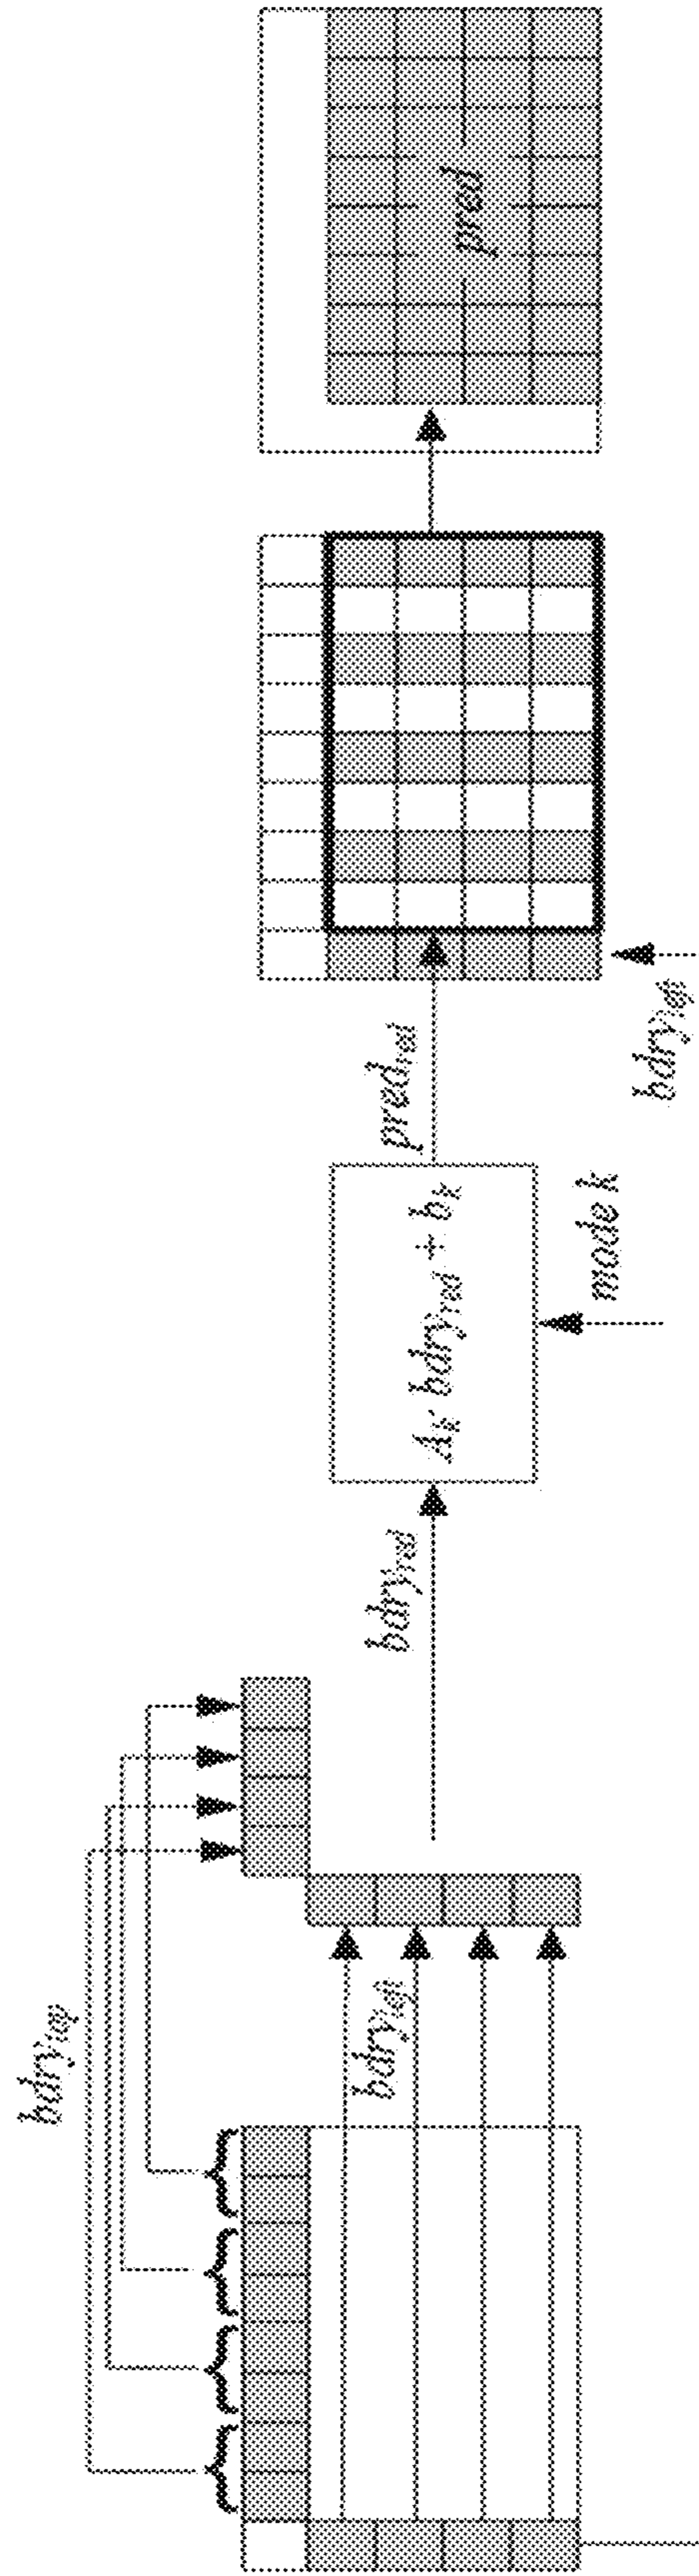 bdry_top
bdry_left
bdry_red
A_k · bdry_red + b_k
mode k
pred_red
bdry_left
pred